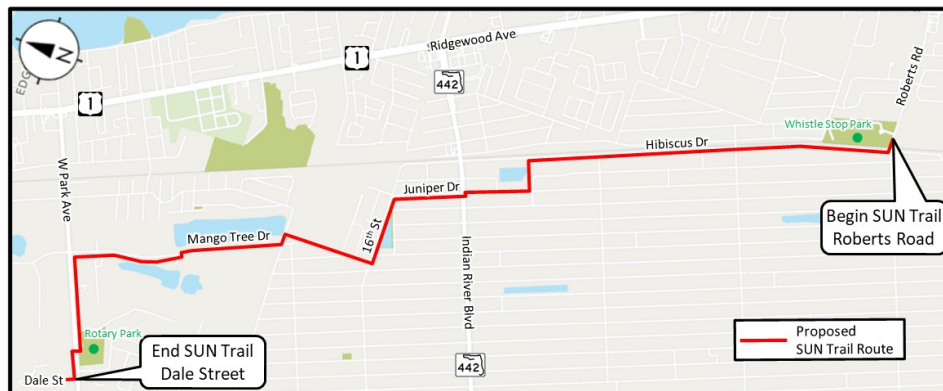 N
EDG
1
1
Ridgewood Ave
442
Roberts Rd
Whistle Stop Park
Hibiscus Dr
W Park Ave
Juniper Dr
16th St
Mango Tree Dr
Indian River Blvd
Begin SUN Trail
Roberts Road
Rotary Park
End SUN Trail
Dale Street
Dale St
442
Proposed
SUN Trail Route